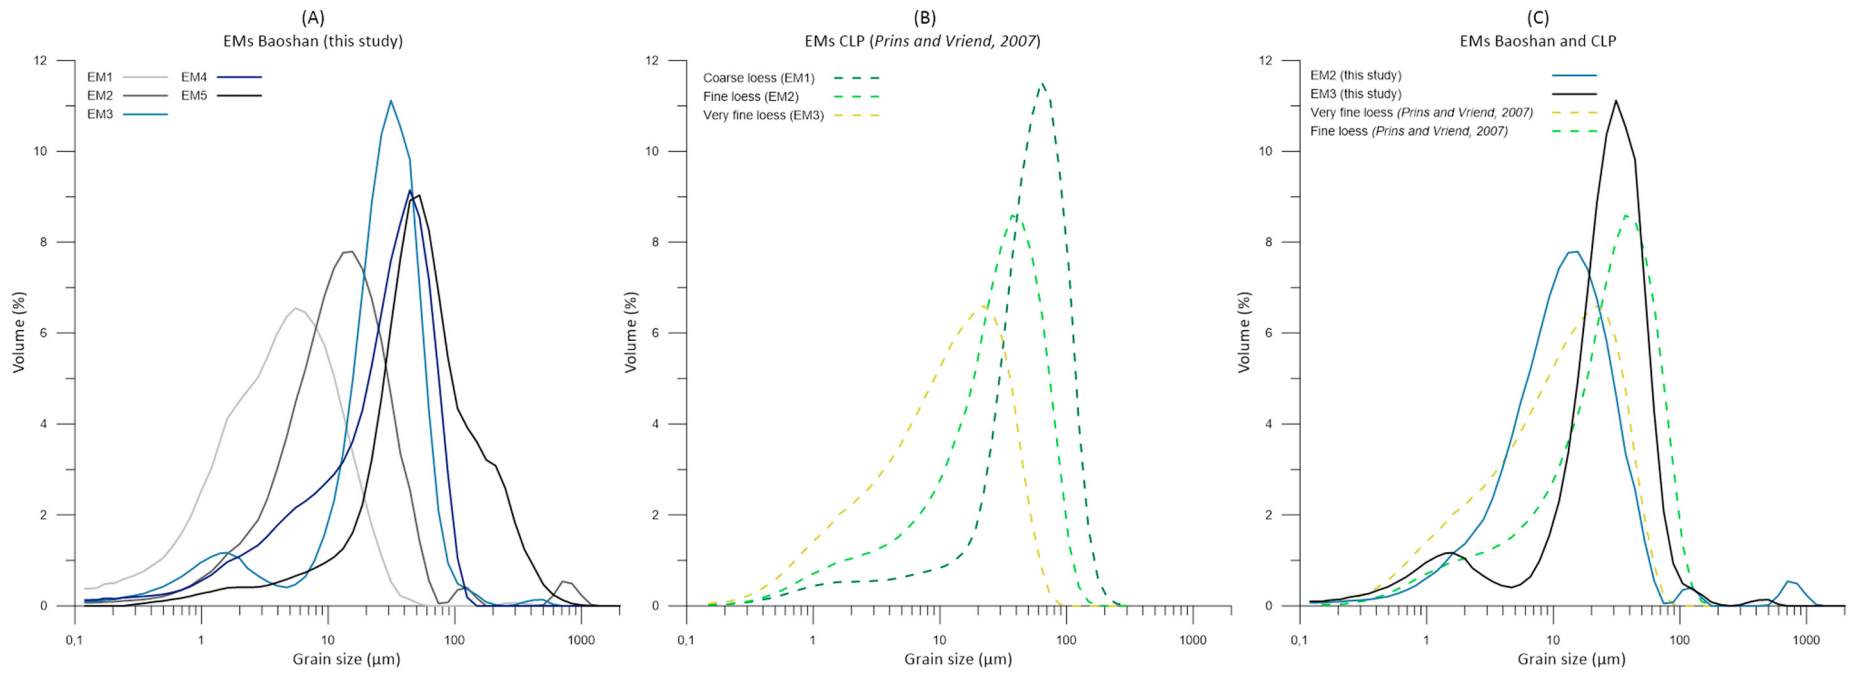 (A)
EMs Baoshan (this study)
12
10
8
6
4
2
0
Volume (%)
EM1
EM2
EM3
EM4
EM5
0,1
1
10
100
1000
Grain size (μm)
(B)
EMs CLP (Prins and Vriend, 2007)
12
10
8
6
4
2
0
Volume (%)
Coarse loess (EM1)
Fine loess (EM2)
Very fine loess (EM3)
0,1
1
10
100
1000
Grain size (μm)
(C)
EMs Baoshan and CLP
12
10
8
6
4
2
0
Volume (%)
EM2 (this study)
EM3 (this study)
Very fine loess (Prins and Vriend, 2007)
Fine loess (Prins and Vriend, 2007)
0,1
1
10
100
1000
Grain size (μm)